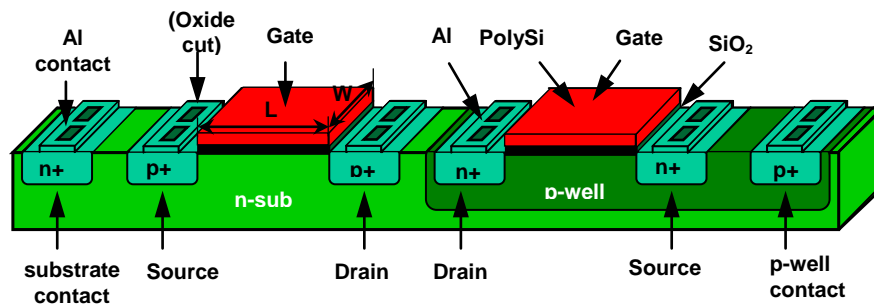 (Oxide
cut)
Al
contact
Gate
Al
PolySi
Gate
SiO₂
W
L
n+
p+
p+
n+
n+
p+
n-sub
p-well
substrate
contact
Source
Drain
Drain
Source
p-well
contact